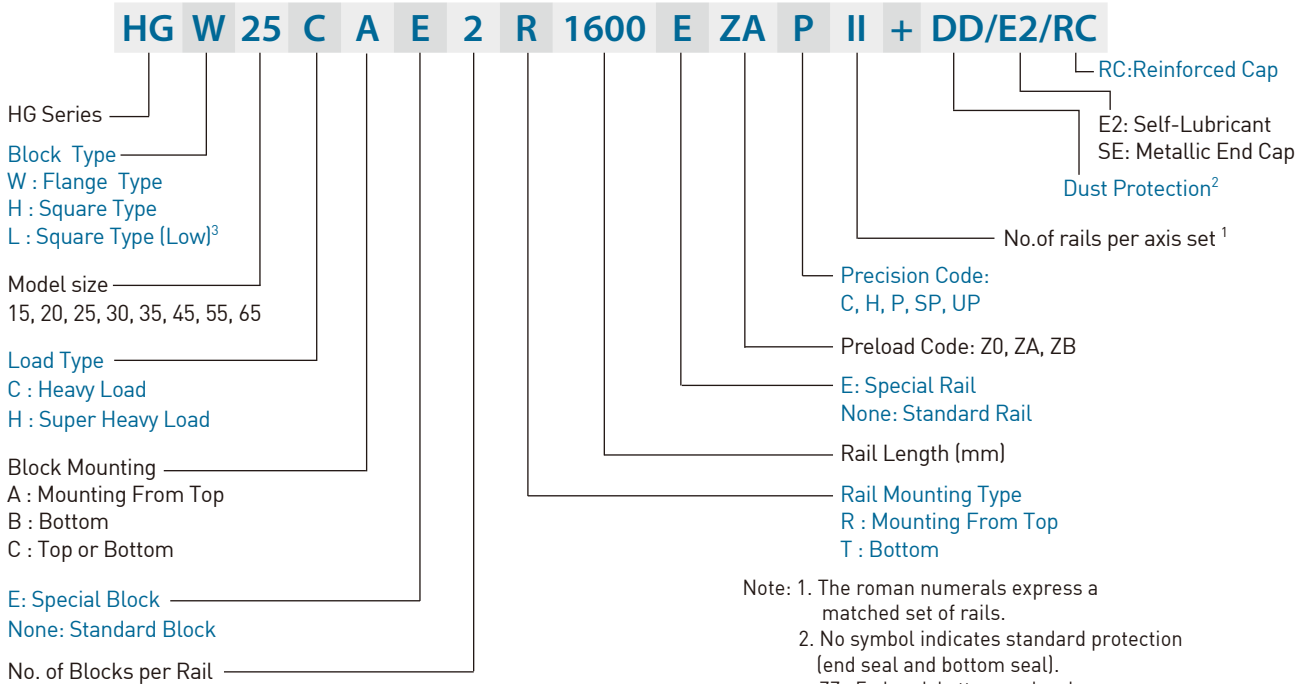 HG W 25 C A E 2 R 1600 E ZA P II + DD/E2/RC
HG Series
Block Type
W : Flange Type
H : Square Type
L : Square Type (Low)3
Model size
15, 20, 25, 30, 35, 45, 55, 65
Load Type
C : Heavy Load
H : Super Heavy Load
Block Mounting
A : Mounting From Top
B : Bottom
C : Top or Bottom
E: Special Block
None: Standard Block
No. of Blocks per Rail
RC:Reinforced Cap
E2: Self-Lubricant
SE: Metallic End Cap
Dust Protection2
No.of rails per axis set 1
Precision Code:
C, H, P, SP, UP
Preload Code: Z0, ZA, ZB
E: Special Rail
None: Standard Rail
Rail Length (mm)
Rail Mounting Type
R : Mounting From Top
T : Bottom
Note: 1. The roman numerals express a
matched set of rails.
2. No symbol indicates standard protection
(end seal and bottom seal).